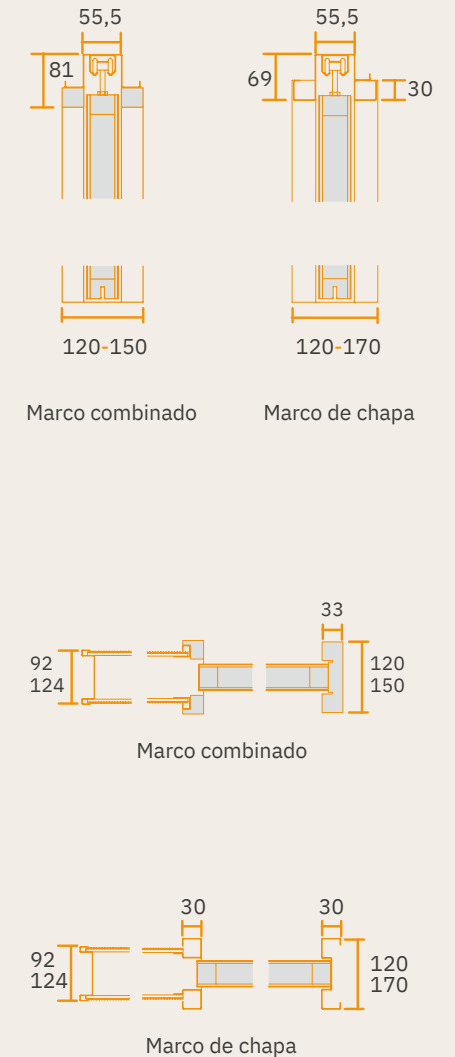 55,5 55,5
81 69 30
120-150 120-170
Marco combinado Marco de chapa
33
92 120
124 150
Marco combinado
30 30
92 120
124 170
Marco de chapa